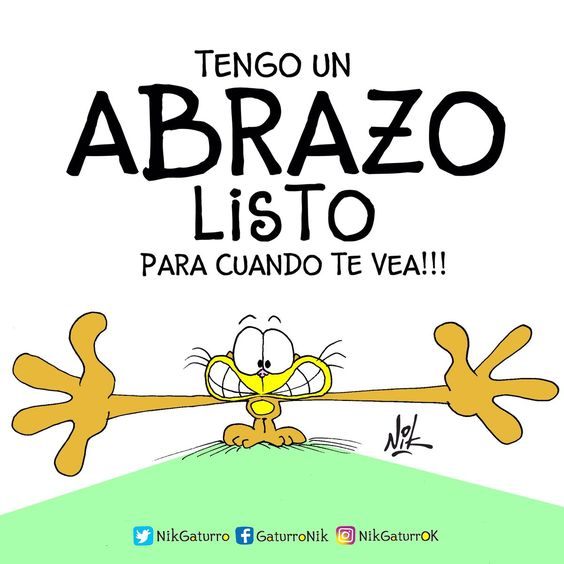 TENGO UN
ABRAZO
LiSTO
PARA CUANDO TE VEA!!!
Nik
NikGaturro GaturroNik NikGaturrOK